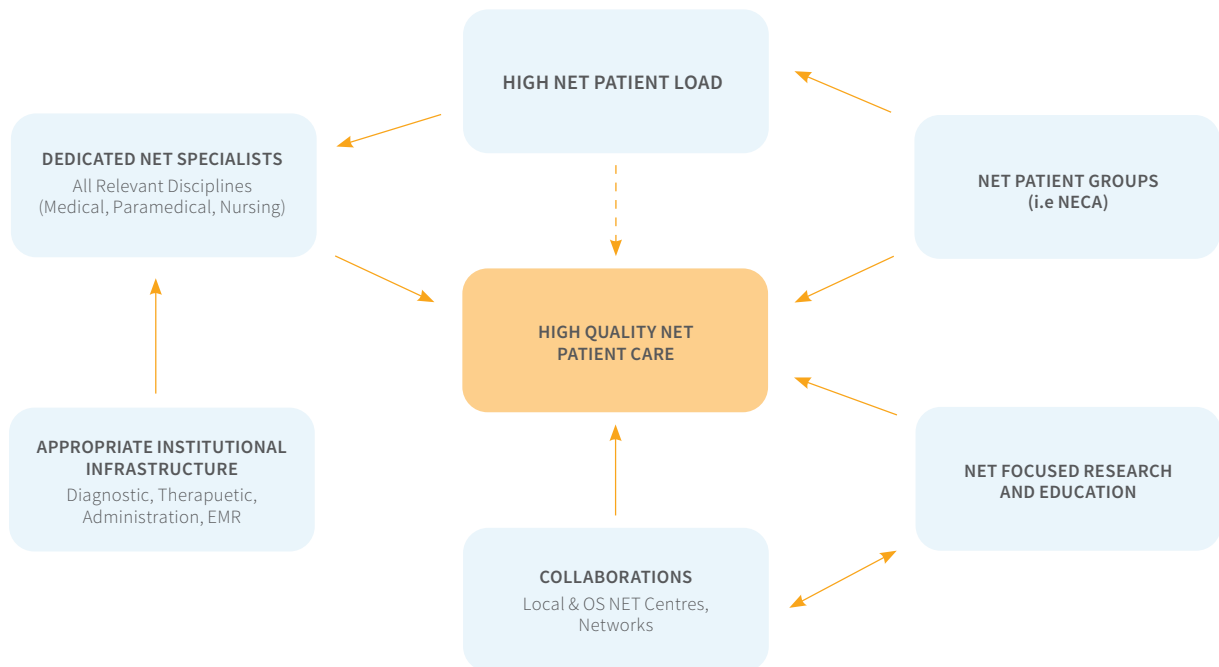 HIGH NET PATIENT LOAD
DEDICATED NET SPECIALISTS
All Relevant Disciplines
(Medical, Paramedical, Nursing)
NET PATIENT GROUPS
(i.e NECA)
HIGH QUALITY NET
PATIENT CARE
APPROPRIATE INSTITUTIONAL
INFRASTRUCTURE
Diagnostic, Therapuetic,
Administration, EMR
NET FOCUSED RESEARCH
AND EDUCATION
COLLABORATIONS
Local & OS NET Centres,
Networks